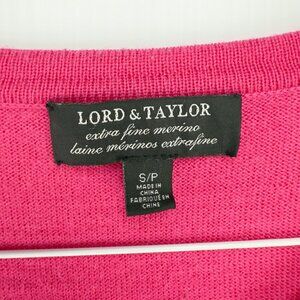 LORD & TAYLOR
extra fine merino
laine mérinos extrafine
S/P
MADE IN
CHINA
FABRIQUÉ EN
CHINE